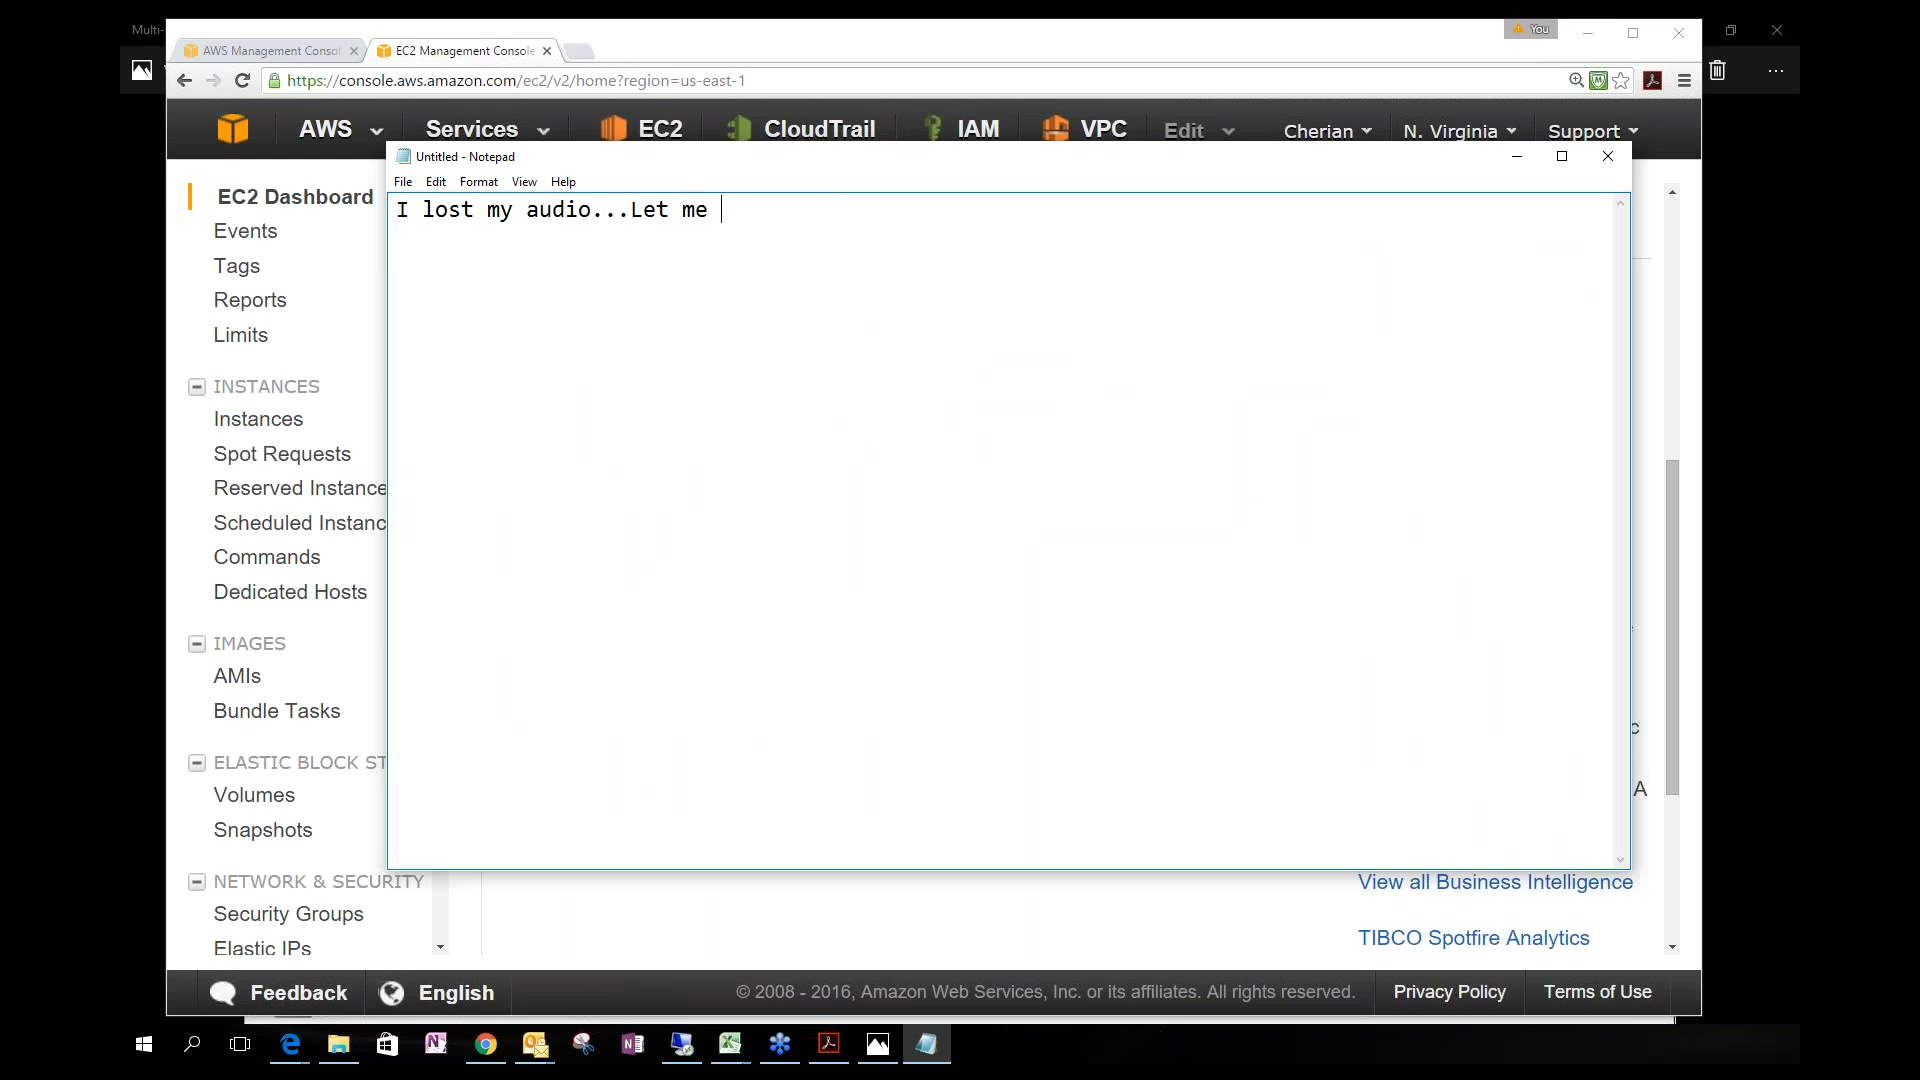 Multi-
You
AWS Management Consol
EC2 Management Console
https://console.aws.amazon.com/ec2/v2/home?region=us-east-1
AWS Services EC2 CloudTrail IAM VPC Edit Cherian N. Virginia Support
Untitled - Notepad
File Edit Format View Help
I lost my audio...Let me
EC2 Dashboard
Events
Tags
Reports
Limits
INSTANCES
Instances
Spot Requests
Reserved Instance
Scheduled Instanc
Commands
Dedicated Hosts
IMAGES
AMIs
Bundle Tasks
ELASTIC BLOCK ST
Volumes
Snapshots
NETWORK & SECURITY
Security Groups
Elastic IPs
c
A
View all Business Intelligence
TIBCO Spotfire Analytics
Feedback English © 2008 - 2016, Amazon Web Services, Inc. or its affiliates. All rights reserved. Privacy Policy Terms of Use